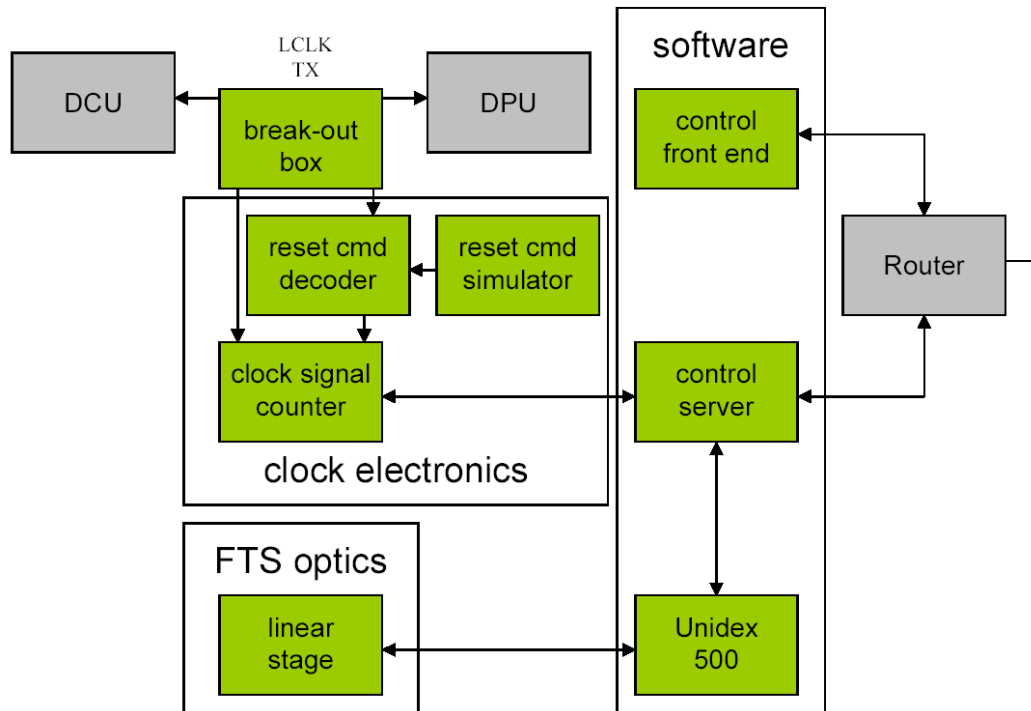 LCLK
TX
software
DCU
DPU
break-out
box
control
front end
reset cmd
decoder
reset cmd
simulator
Router
clock signal
counter
control
server
clock electronics
FTS optics
linear
stage
Unidex
500